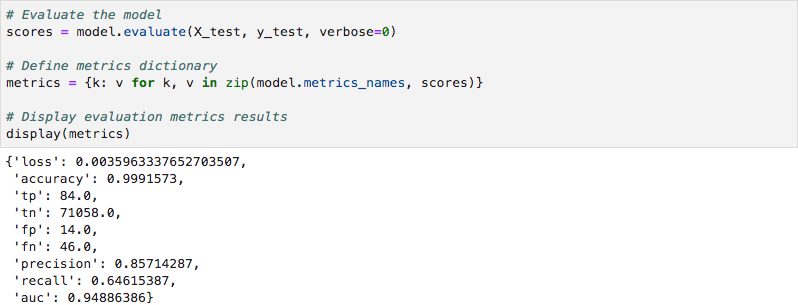 # Evaluate the model
scores = model.evaluate(X_test, y_test, verbose=0)
# Define metrics dictionary
metrics = {k: v for k, v in zip(model.metrics_names, scores)}
# Display evaluation metrics results
display(metrics)
{'loss': 0.0035963337652703507,
'accuracy': 0.9991573,
'tp': 84.0,
'tn': 71058.0,
'fp': 14.0,
'fn': 46.0,
'precision': 0.85714287,
'recall': 0.64615387,
'auc': 0.94886386}